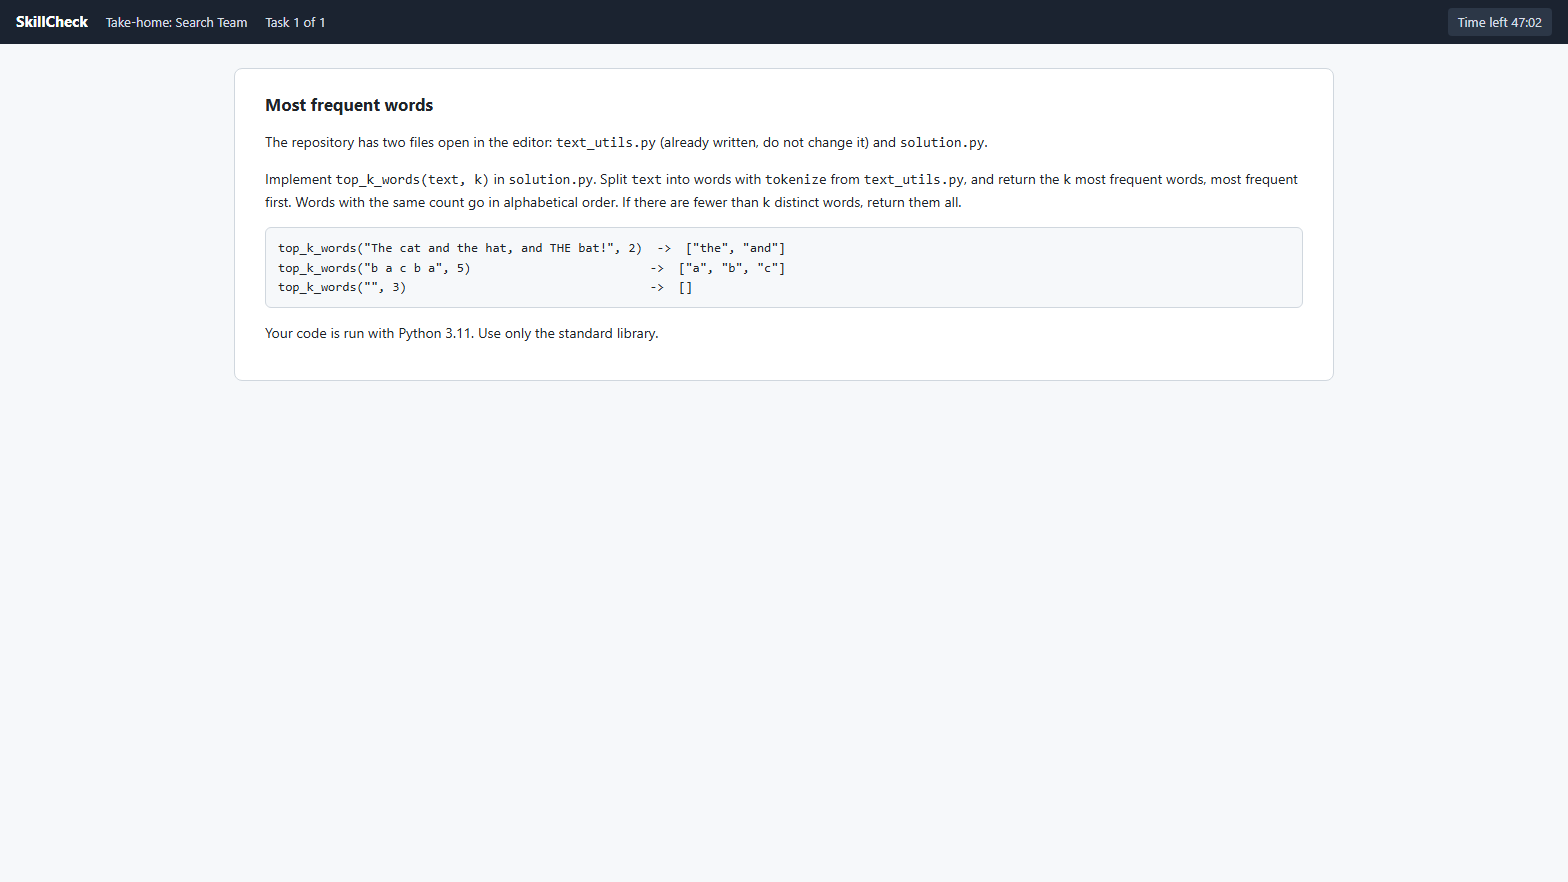 SkillCheck Take-home: Search Team Task 1 of 1 Time left 47:02
Most frequent words
The repository has two files open in the editor: text_utils.py (already written, do not change it) and solution.py.
Implement top_k_words(text, k) in solution.py. Split text into words with tokenize from text_utils.py, and return the k most frequent words, most frequent
first. Words with the same count go in alphabetical order. If there are fewer than k distinct words, return them all.
top_k_words("The cat and the hat, and THE bat!", 2) -> ["the", "and"]
top_k_words("b a c b a", 5) -> ["a", "b", "c"]
top_k_words("", 3) -> []
Your code is run with Python 3.11. Use only the standard library.